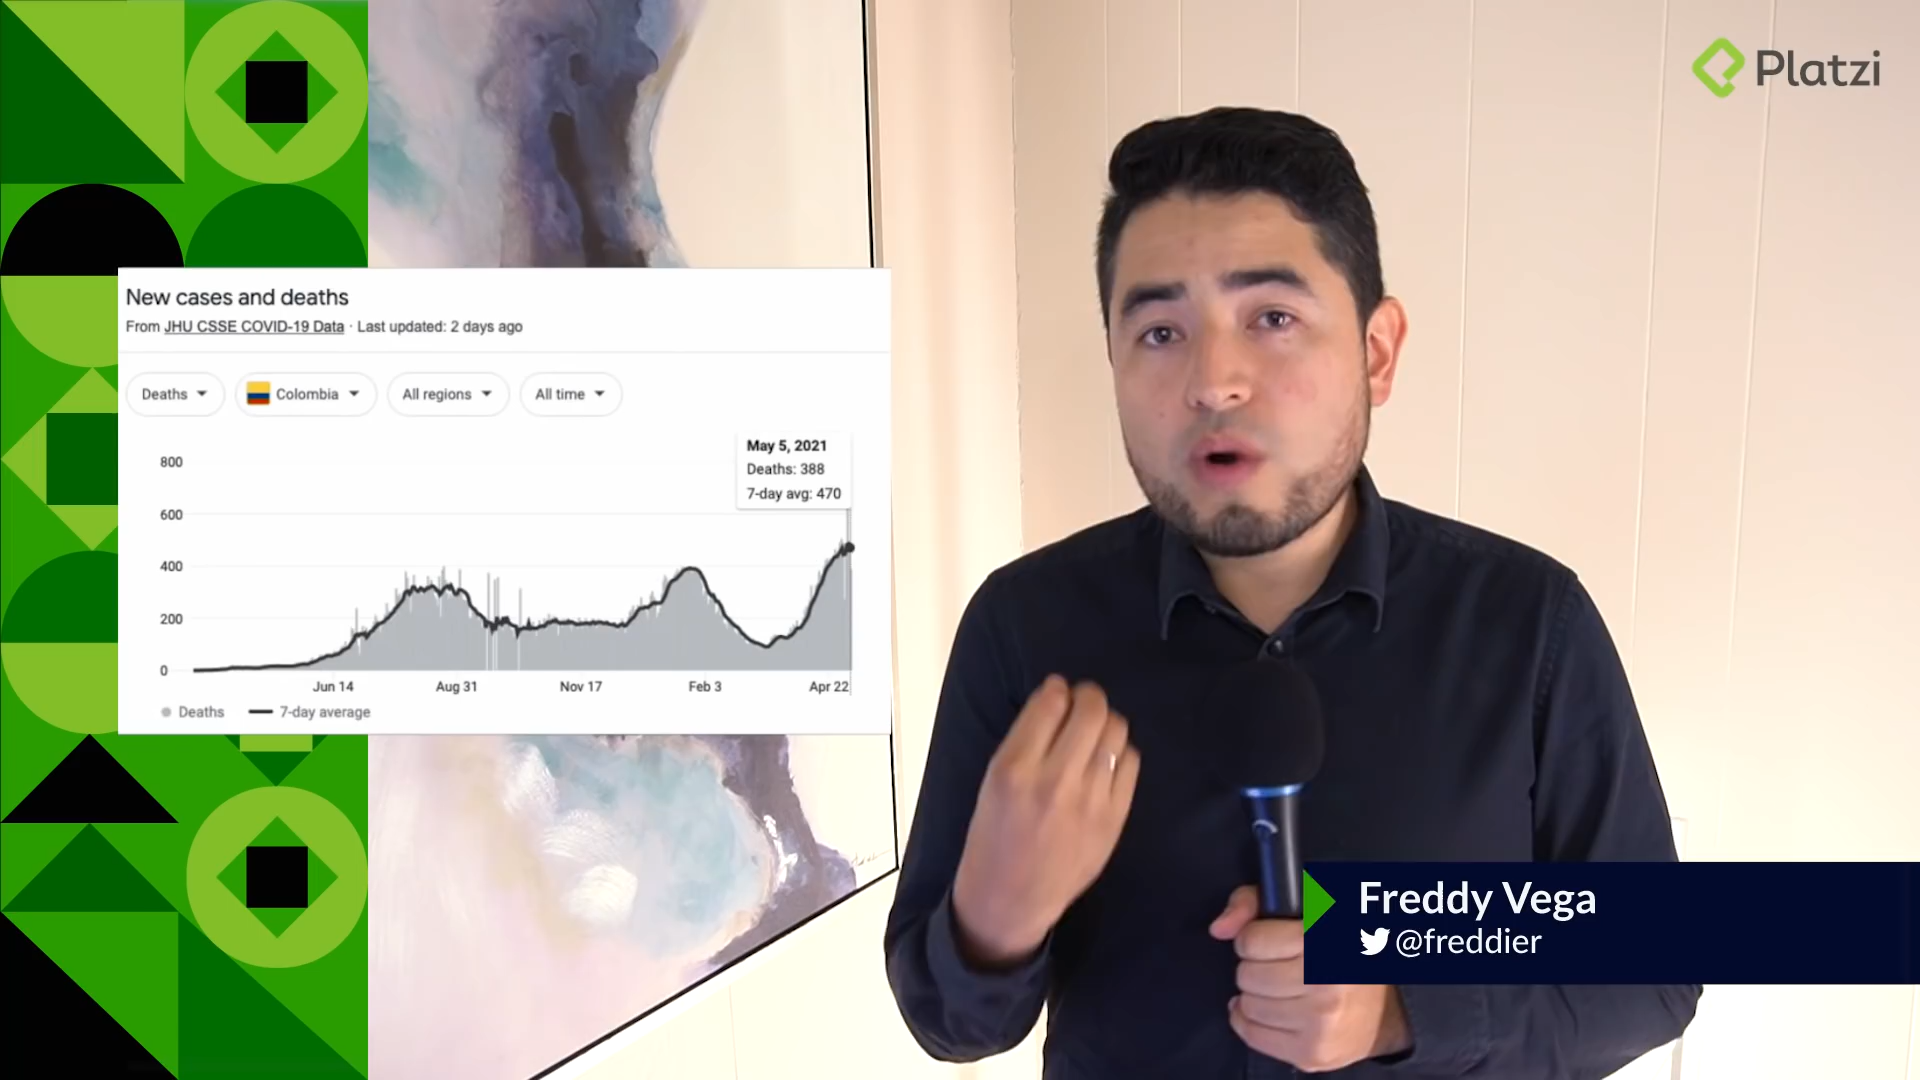 Platzi
New cases and deaths
From JHU CSSE COVID-19 Data · Last updated: 2 days ago
Deaths
Colombia
All regions
All time
May 5, 2021
Deaths: 388
7-day avg: 470
800
600
400
200
0
Jun 14
Aug 31
Nov 17
Feb 3
Apr 22
Deaths
7-day average
Freddy Vega
@freddier